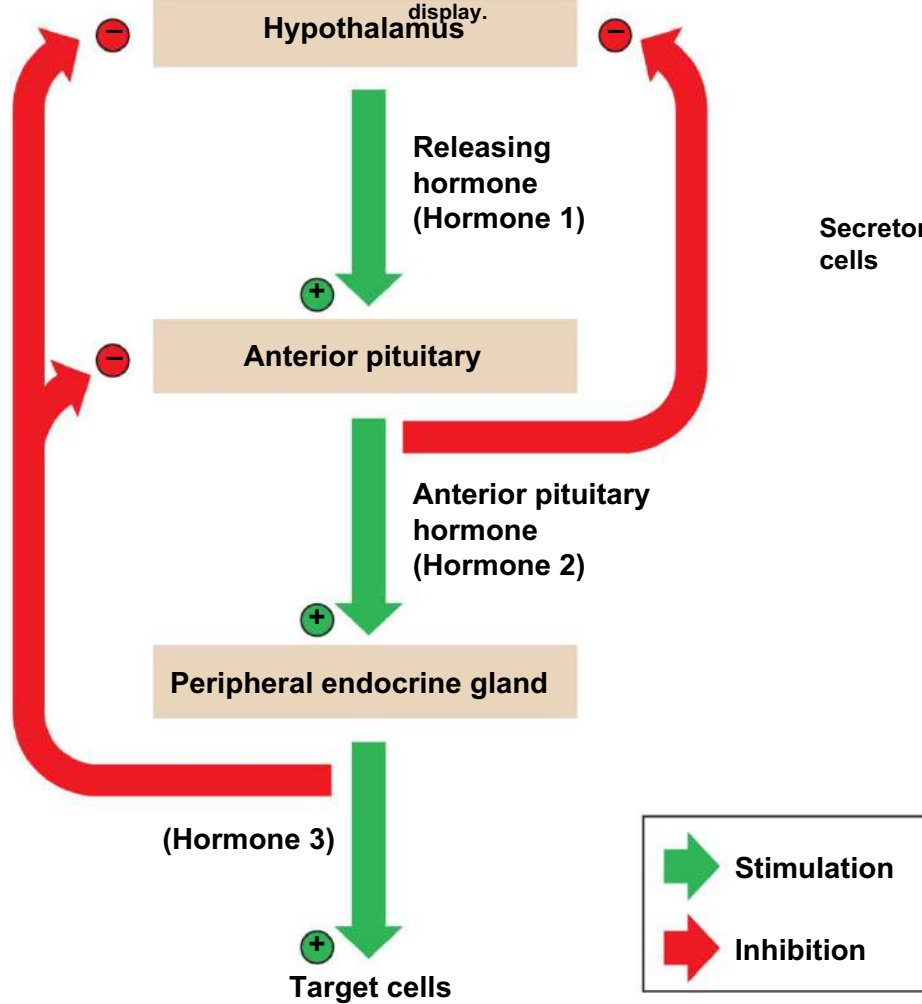 display.
Hypothalamus
Releasing
hormone
(Hormone 1)
Secretor
cells
Anterior pituitary
Anterior pituitary
hormone
(Hormone 2)
Peripheral endocrine gland
(Hormone 3)
Stimulation
Inhibition
Target cells